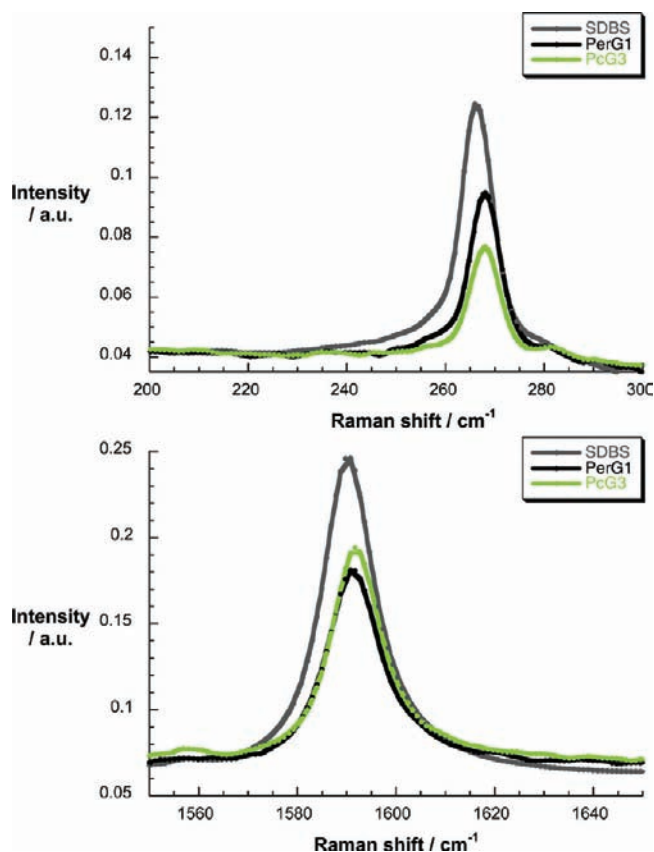 SDBS
PerG1
PcG3
0.14
0.12
0.1
Intensity
/ a.u.
0.08
0.06
0.04
200 220 240 260 280 300
Raman shift / cm-1
SDBS
PerG1
PcG3
0.25
0.2
Intensity
/ a.u.
0.15
0.1
0.05
1560 1580 1600 1620 1640
Raman shift / cm-1